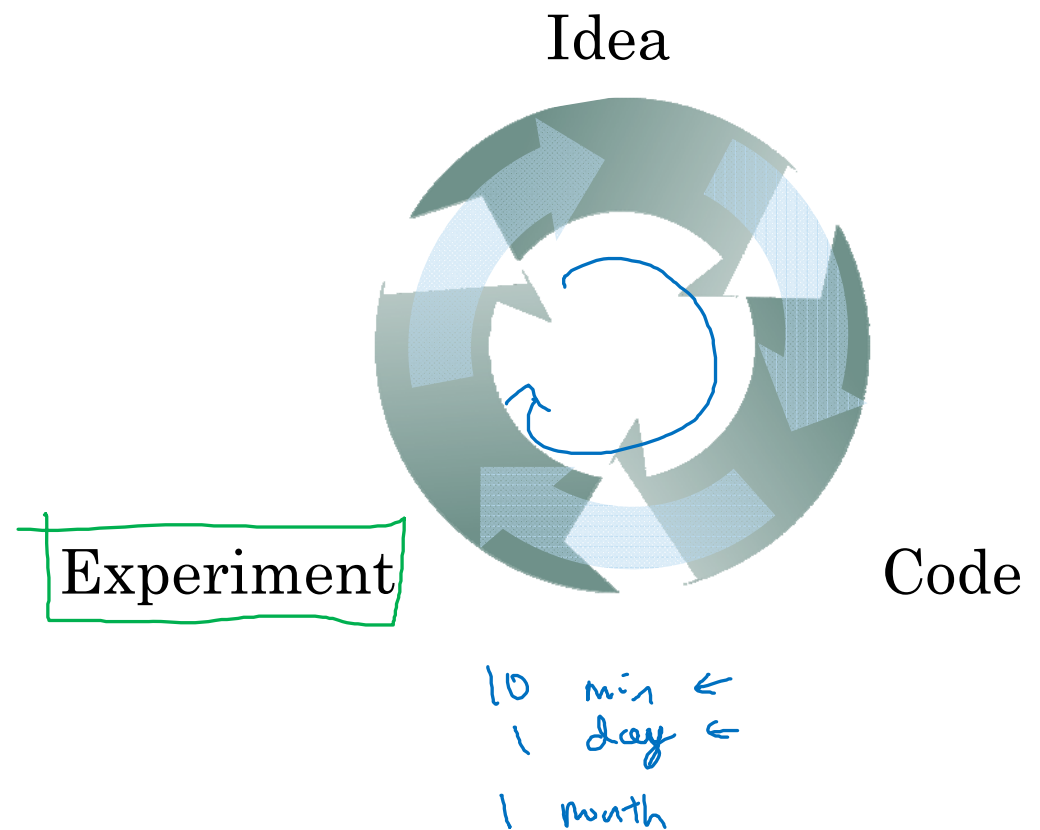 Idea
Experiment
Code
10 min ←
1 day ←
1 month